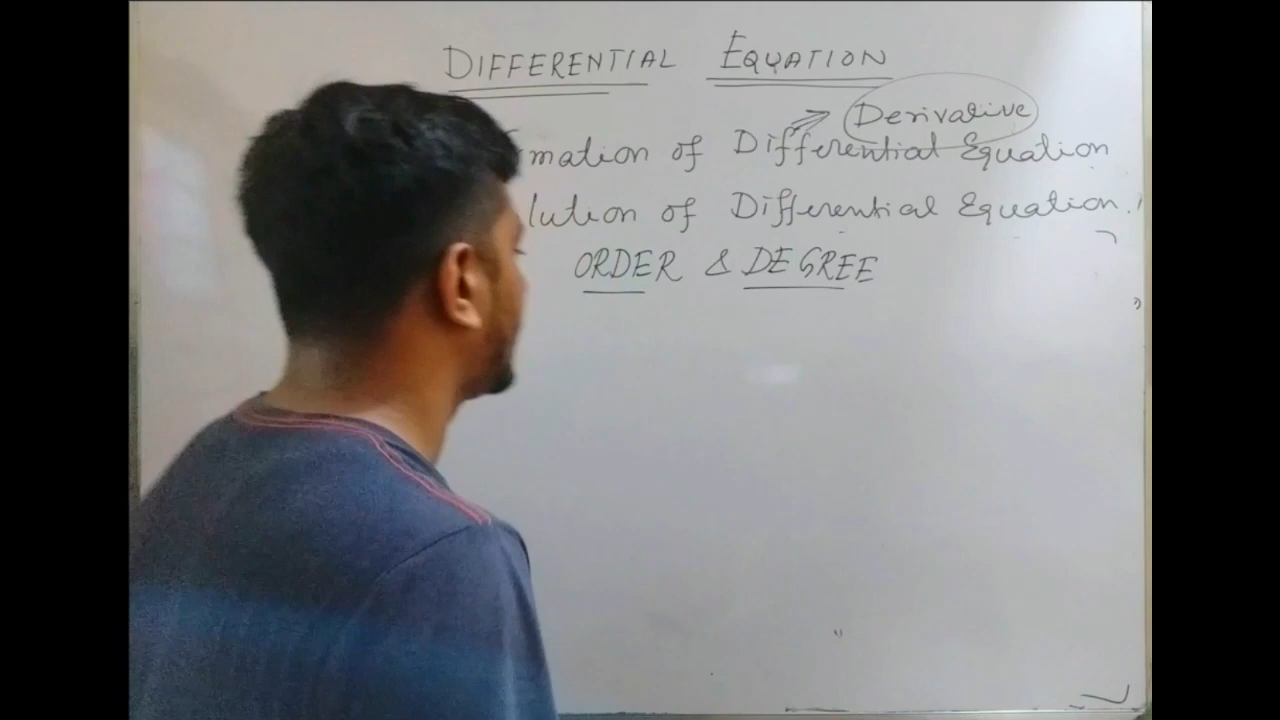 DIFFERENTIAL EQUATION
Derivative
mation of Differential Equation
lution of Differential Equation.
ORDER & DEGREE